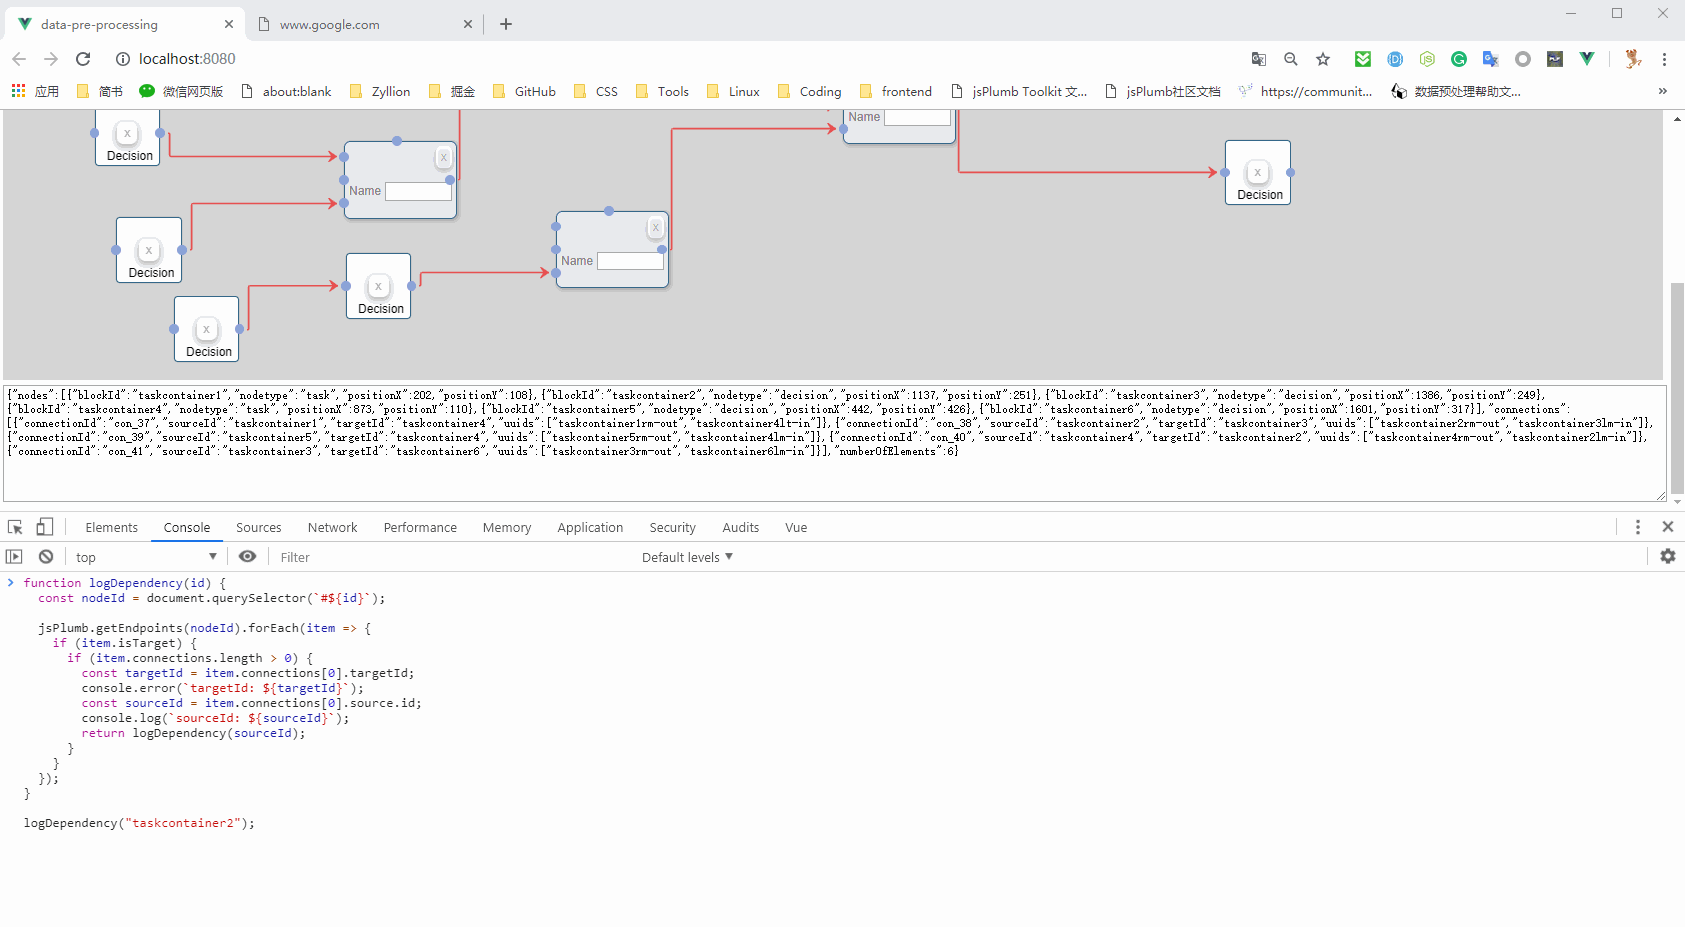 data-pre-processing
www.google.com
localhost:8080
应用
简书
微信网页版
about:blank
Zyllion
掘金
GitHub
CSS
Tools
Linux
Coding
frontend
jsPlumb Toolkit 文...
jsPlumb社区文档
https://communit...
数据预处理帮助文...
»
x
Decision
x
Name
Name
x
Decision
x
Decision
x
Name
x
Decision
x
Decision
{"nodes":[{"blockId":"taskcontainer1","nodetype":"task","positionX":202,"positionY":108},{"blockId":"taskcontainer2","nodetype":"decision","positionX":1137,"positionY":251},{"blockId":"taskcontainer3","nodetype":"decision","positionX":1386,"positionY":249},
{"blockId":"taskcontainer4","nodetype":"task","positionX":873,"positionY":110},{"blockId":"taskcontainer5","nodetype":"decision","positionX":442,"positionY":426},{"blockId":"taskcontainer6","nodetype":"decision","positionX":1601,"positionY":317}],"connections":
[{"connectionId":"con_37","sourceId":"taskcontainer1","targetId":"taskcontainer4","uuids":["taskcontainer1rm-out","taskcontainer4lt-in"]},{"connectionId":"con_38","sourceId":"taskcontainer2","targetId":"taskcontainer3","uuids":["taskcontainer2rm-out","taskcontainer3lm-in"]},
{"connectionId":"con_39","sourceId":"taskcontainer5","targetId":"taskcontainer4","uuids":["taskcontainer5rm-out","taskcontainer4lm-in"]},{"connectionId":"con_40","sourceId":"taskcontainer4","targetId":"taskcontainer2","uuids":["taskcontainer4rm-out","taskcontainer2lm-in"]},
{"connectionId":"con_41","sourceId":"taskcontainer3","targetId":"taskcontainer6","uuids":["taskcontainer3rm-out","taskcontainer6lm-in"]}],"numberOfElements":6}
Elements
Console
Sources
Network
Performance
Memory
Application
Security
Audits
Vue
top
Filter
Default levels
function logDependency(id) {
const nodeId = document.querySelector(`#${id}`);
jsPlumb.getEndpoints(nodeId).forEach(item => {
if (item.isTarget) {
if (item.connections.length > 0) {
const targetId = item.connections[0].targetId;
console.error(`targetId: ${targetId}`);
const sourceId = item.connections[0].source.id;
console.log(`sourceId: ${sourceId}`);
return logDependency(sourceId);
}
}
});
}
logDependency("taskcontainer2");